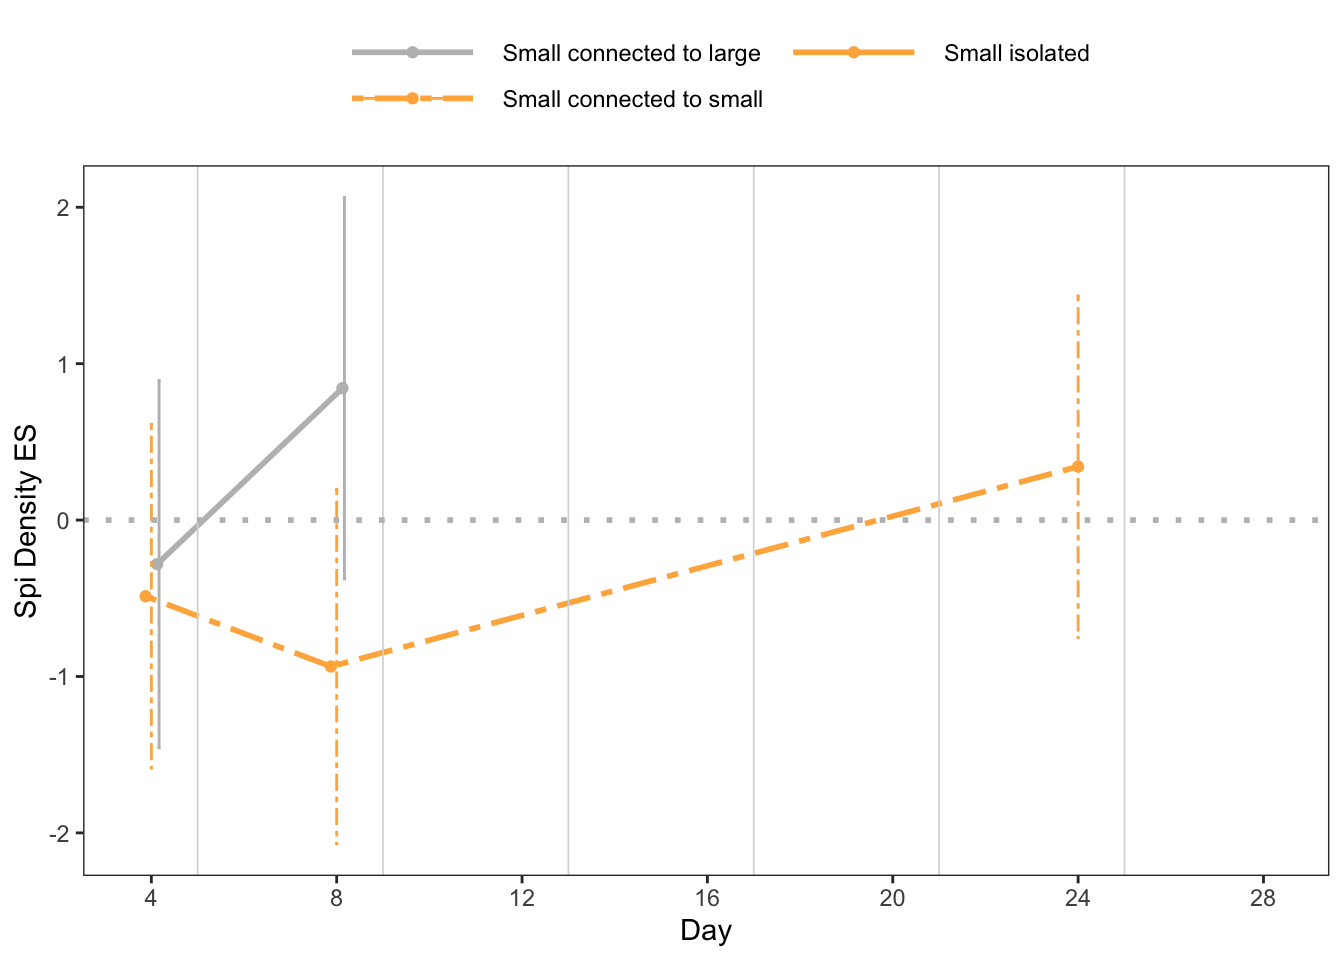 Small connected to large
Small isolated
Small connected to small
Spi Density ES
2
1
0
-1
-2
4 8 12 16 20 24 28
Day